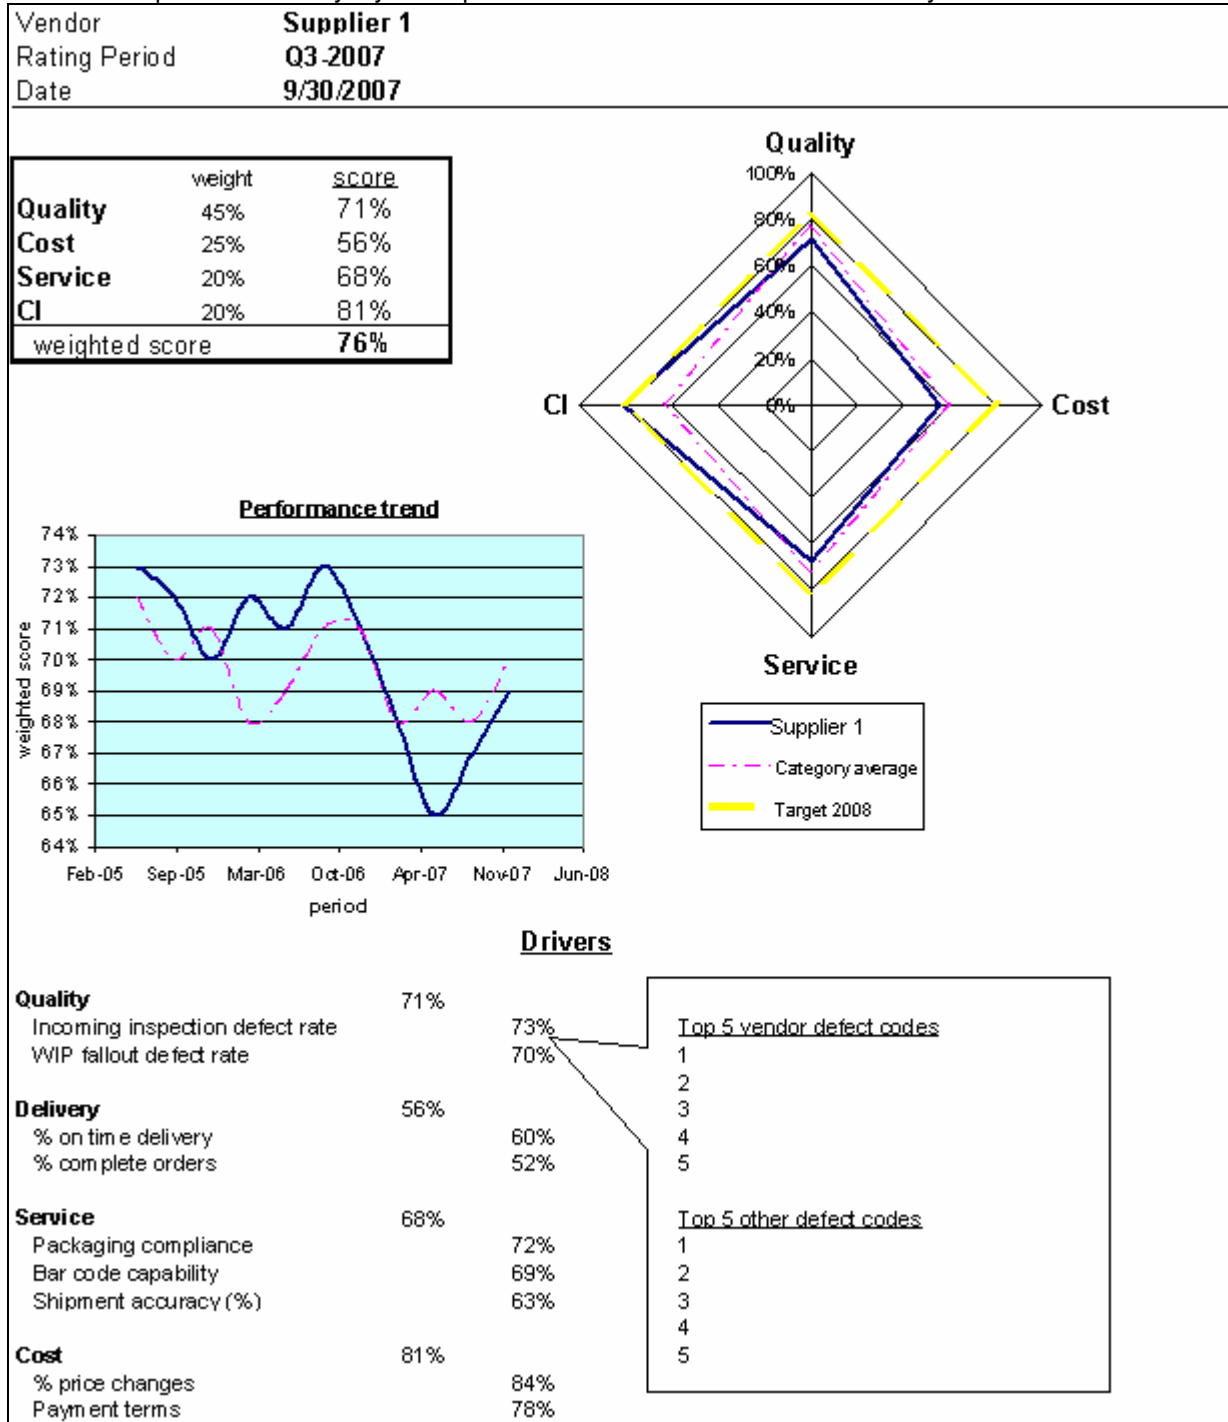 Vendor Supplier 1
Rating Period Q3-2007
Date 9/30/2007
weight score
Quality 45% 71%
Cost 25% 56%
Service 20% 68%
CI 20% 81%
weighted score 76%
Quality
100%
80%
60%
40%
20%
0%
CI
Cost
Service
Supplier 1
Category average
Target 2008
Performance trend
74%
73%
72%
71%
70%
69%
68%
67%
66%
65%
64%
weighted score
Feb-05 Sep-05 Mar-06 Oct-06 Apr-07 Nov-07 Jun-08
period
Drivers
Quality 71%
Incoming inspection defect rate 73%
WIP fallout defect rate 70%
Delivery 56%
% on time delivery 60%
% complete orders 52%
Service 68%
Packaging compliance 72%
Bar code capability 69%
Shipment accuracy (%) 63%
Cost 81%
% price changes 84%
Payment terms 78%
Top 5 vendor defect codes
1
2
3
4
5
Top 5 other defect codes
1
2
3
4
5